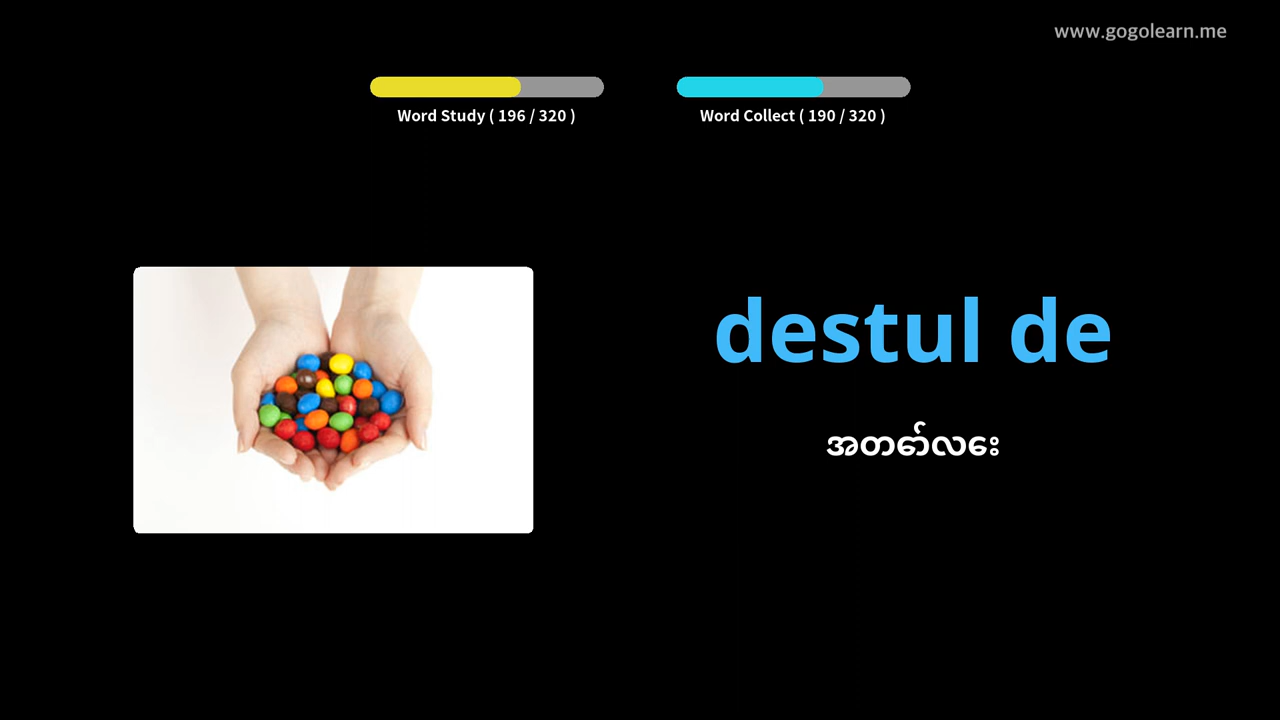 www.gogolearn.me
Word Study ( 196 / 320 )
Word Collect ( 190 / 320 )
destul de
အတော်လေး